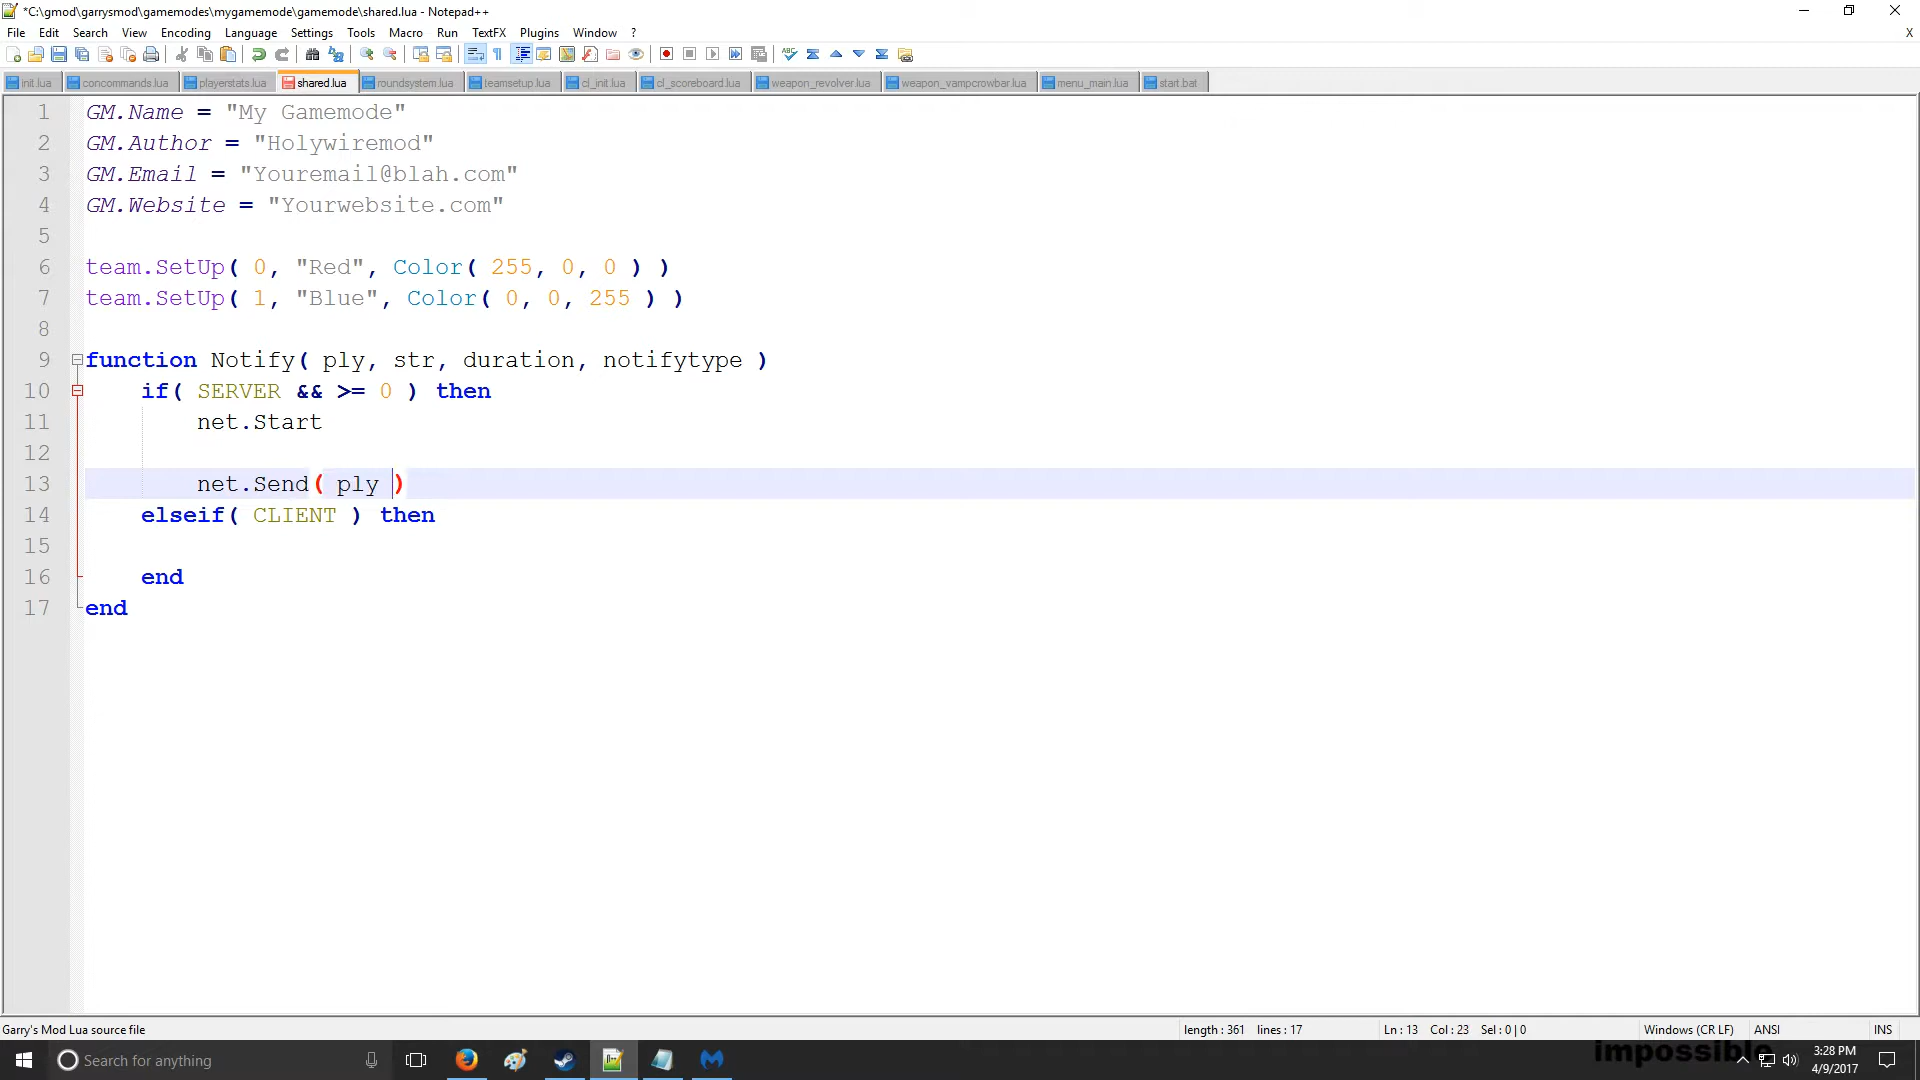 *C:\gmod\garrysmod\gamemodes\mygamemode\gamemode\shared.lua - Notepad++
File Edit Search View Encoding Language Settings Tools Macro Run TextFX Plugins Window ? X
init.lua concommands.lua playerstats.lua shared.lua roundsystem.lua teamsetup.lua cl_init.lua cl_scoreboard.lua weapon_revolver.lua weapon_vampcrowbar.lua menu_main.lua start.bat
1 GM.Name = "My Gamemode"
2 GM.Author = "Holywiremod"
3 GM.Email = "Youremail@blah.com"
4 GM.Website = "Yourwebsite.com"
5
6 team.SetUp( 0, "Red", Color( 255, 0, 0 ) )
7 team.SetUp( 1, "Blue", Color( 0, 0, 255 ) )
8
9 function Notify( ply, str, duration, notifytype )
10 if( SERVER && >= 0 ) then
11 net.Start
12
13 net.Send( ply )
14 elseif( CLIENT ) then
15
16 end
17 end
Garry's Mod Lua source file length : 361 lines : 17 Ln : 13 Col : 23 Sel : 0 | 0 Windows (CR LF) ANSI INS
Search for anything impossible 3:28 PM
4/9/2017